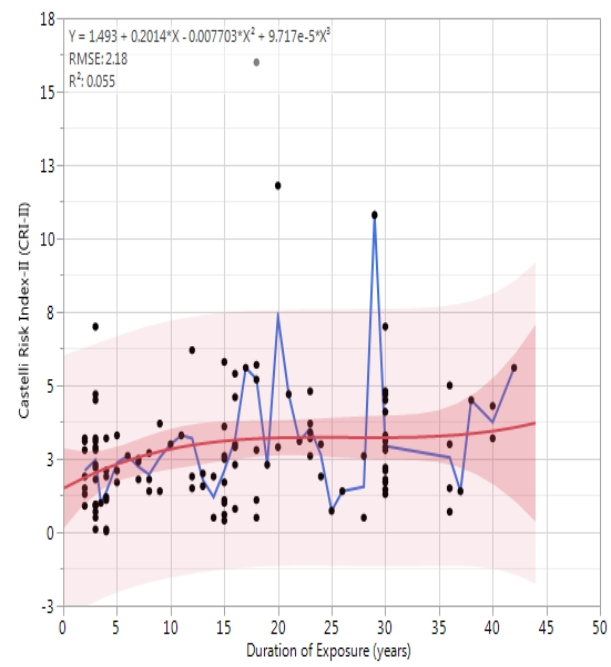 Y = 1.493 + 0.2014*X - 0.007703*X² + 9.717e-5*X³
RMSE: 2.18
R²: 0.055
18
15
13
10
8
5
3
0
-3
Castelli Risk Index-II (CRI-II)
0 5 10 15 20 25 30 35 40 45 50
Duration of Exposure (years)